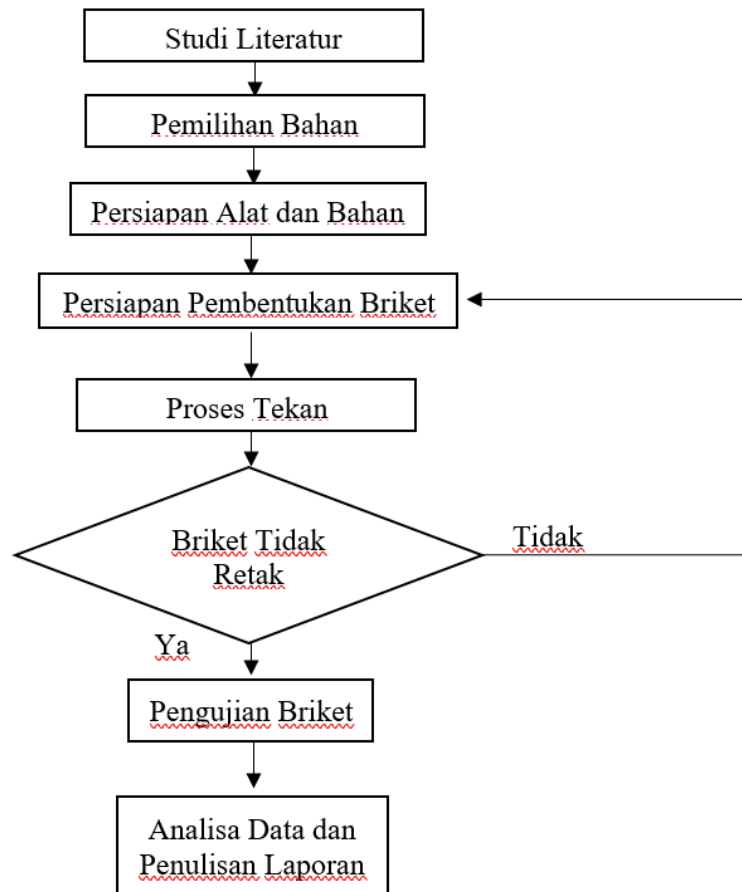 Studi Literatur
Pemilihan Bahan
Persiapan Alat dan Bahan
Persiapan Pembentukan Briket
Proses Tekan
Briket Tidak
Retak
Tidak
Ya
Pengujian Briket
Analisa Data dan
Penulisan Laporan